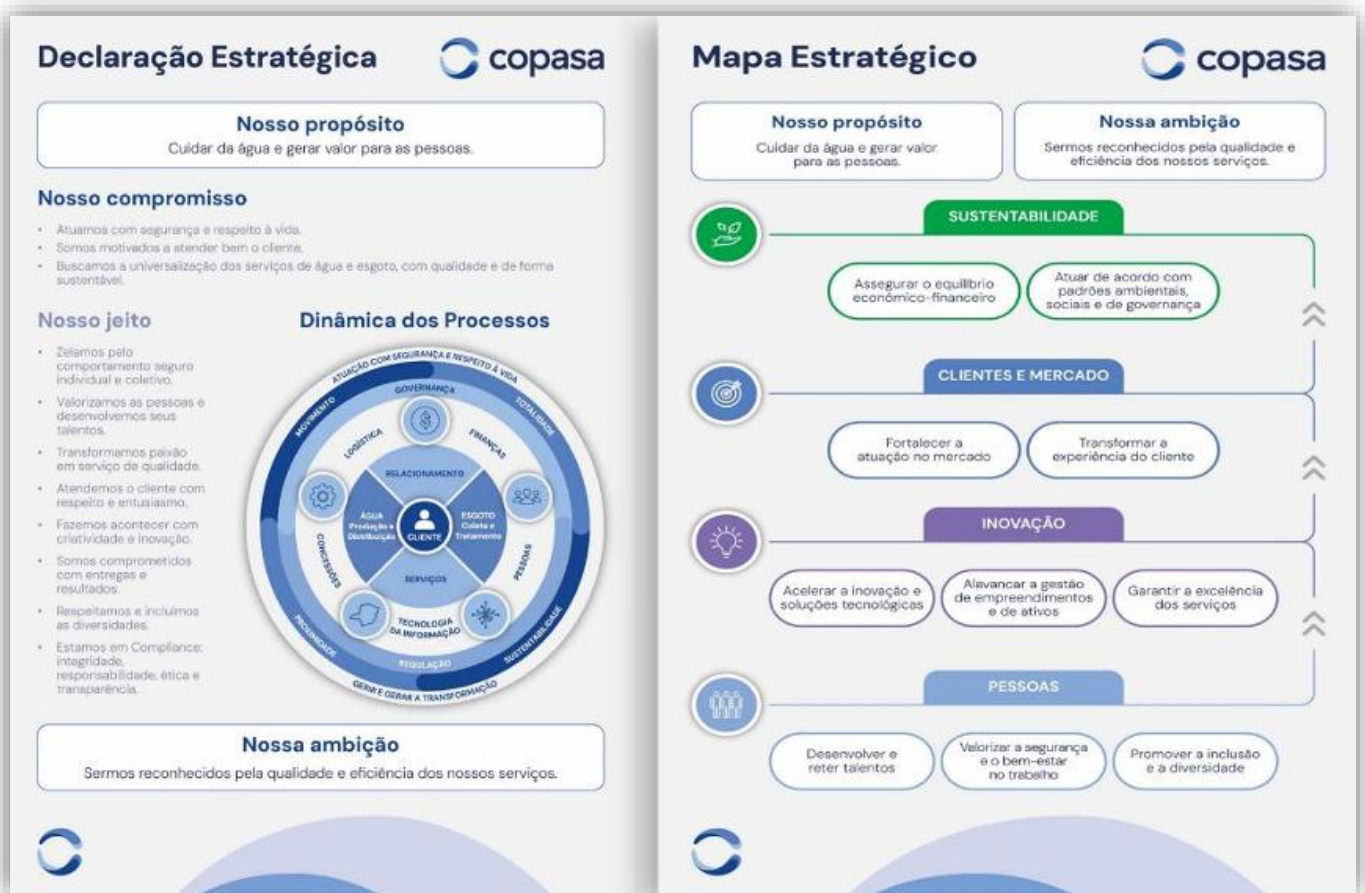 Declaração Estratégica
copasa
Nosso propósito
Cuidar da água e gerar valor para as pessoas.
Nosso compromisso
• Atuamos com segurança e respeito à vida.
• Somos motivados a atender bem o cliente.
• Buscamos a universalização dos serviços de água e esgoto, com qualidade e de forma
sustentável.
Nosso jeito
• Zelamos pelo
comportamento seguro
individual e coletivo.
• Valorizamos as pessoas e
desenvolvemos seus
talentos.
• Transformamos paixão
em serviço de qualidade.
• Atendemos o cliente com
respeito e entusiasmo.
• Fazemos acontecer com
criatividade e inovação.
• Somos comprometidos
com entregas e
resultados.
• Respeitamos e incluímos
as diversidades.
• Estamos em Compliance:
integridade,
responsabilidade, ética e
transparência.
Dinâmica dos Processos
ATUAÇÃO COM SEGURANÇA E RESPEITO À VIDA
MOVIMENTO
GOVERNANÇA
TOTALIDADE
LOGÍSTICA
FINANÇAS
RELACIONAMENTO
ÁGUA
Produção e
Distribuição
CLIENTE
ESGOTO
Coleta e
Tratamento
SERVIÇOS
CONCESSÕES
PESSOAS
TECNOLOGIA
DA INFORMAÇÃO
PROXIMIDADE
REGULAÇÃO
SUSTENTABILIDADE
GERIR E GERAR A TRANSFORMAÇÃO
Nossa ambição
Sermos reconhecidos pela qualidade e eficiência dos nossos serviços.
Mapa Estratégico
copasa
Nosso propósito
Cuidar da água e gerar valor
para as pessoas.
Nossa ambição
Sermos reconhecidos pela qualidade e
eficiência dos nossos serviços.
SUSTENTABILIDADE
Assegurar o equilíbrio
econômico-financeiro
Atuar de acordo com
padrões ambientais,
sociais e de governança
CLIENTES E MERCADO
Fortalecer a
atuação no mercado
Transformar a
experiência do cliente
INOVAÇÃO
Acelerar a inovação e
soluções tecnológicas
Alavancar a gestão
de empreendimentos
e de ativos
Garantir a excelência
dos serviços
PESSOAS
Desenvolver e
reter talentos
Valorizar a segurança
e o bem-estar
no trabalho
Promover a inclusão
e a diversidade